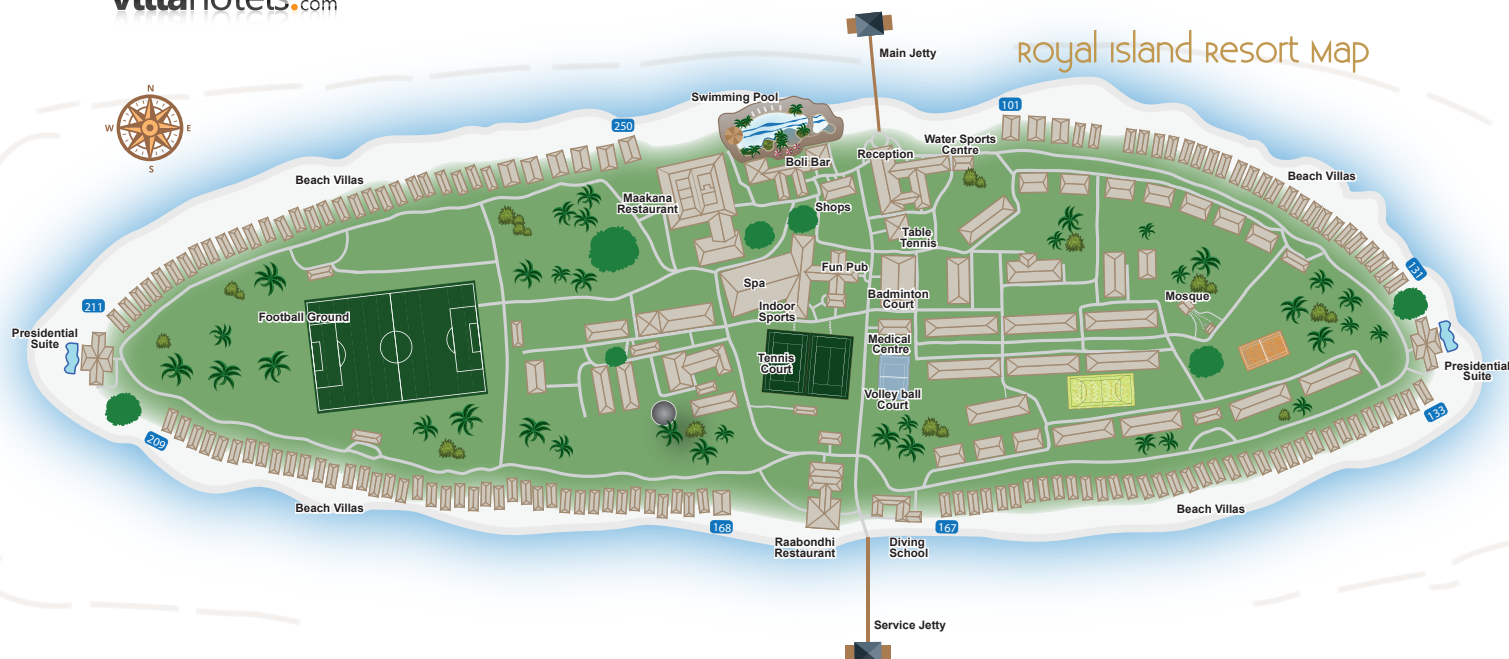 villahotels.com
Royal Island Resort Map
Main Jetty
N
W
E
S
Swimming Pool
250
101
Water Sports
Centre
Boli Bar
Reception
Beach Villas
Beach Villas
Maakana
Restaurant
Shops
Table
Tennis
Fun Pub
131
Spa
Badminton
Court
Mosque
211
Indoor
Sports
Football Ground
Presidential
Suite
Medical
Centre
Tennis
Court
Presidential
Suite
Volley ball
Court
133
209
Beach Villas
Beach Villas
168
167
Raabondhi
Restaurant
Diving
School
Service Jetty